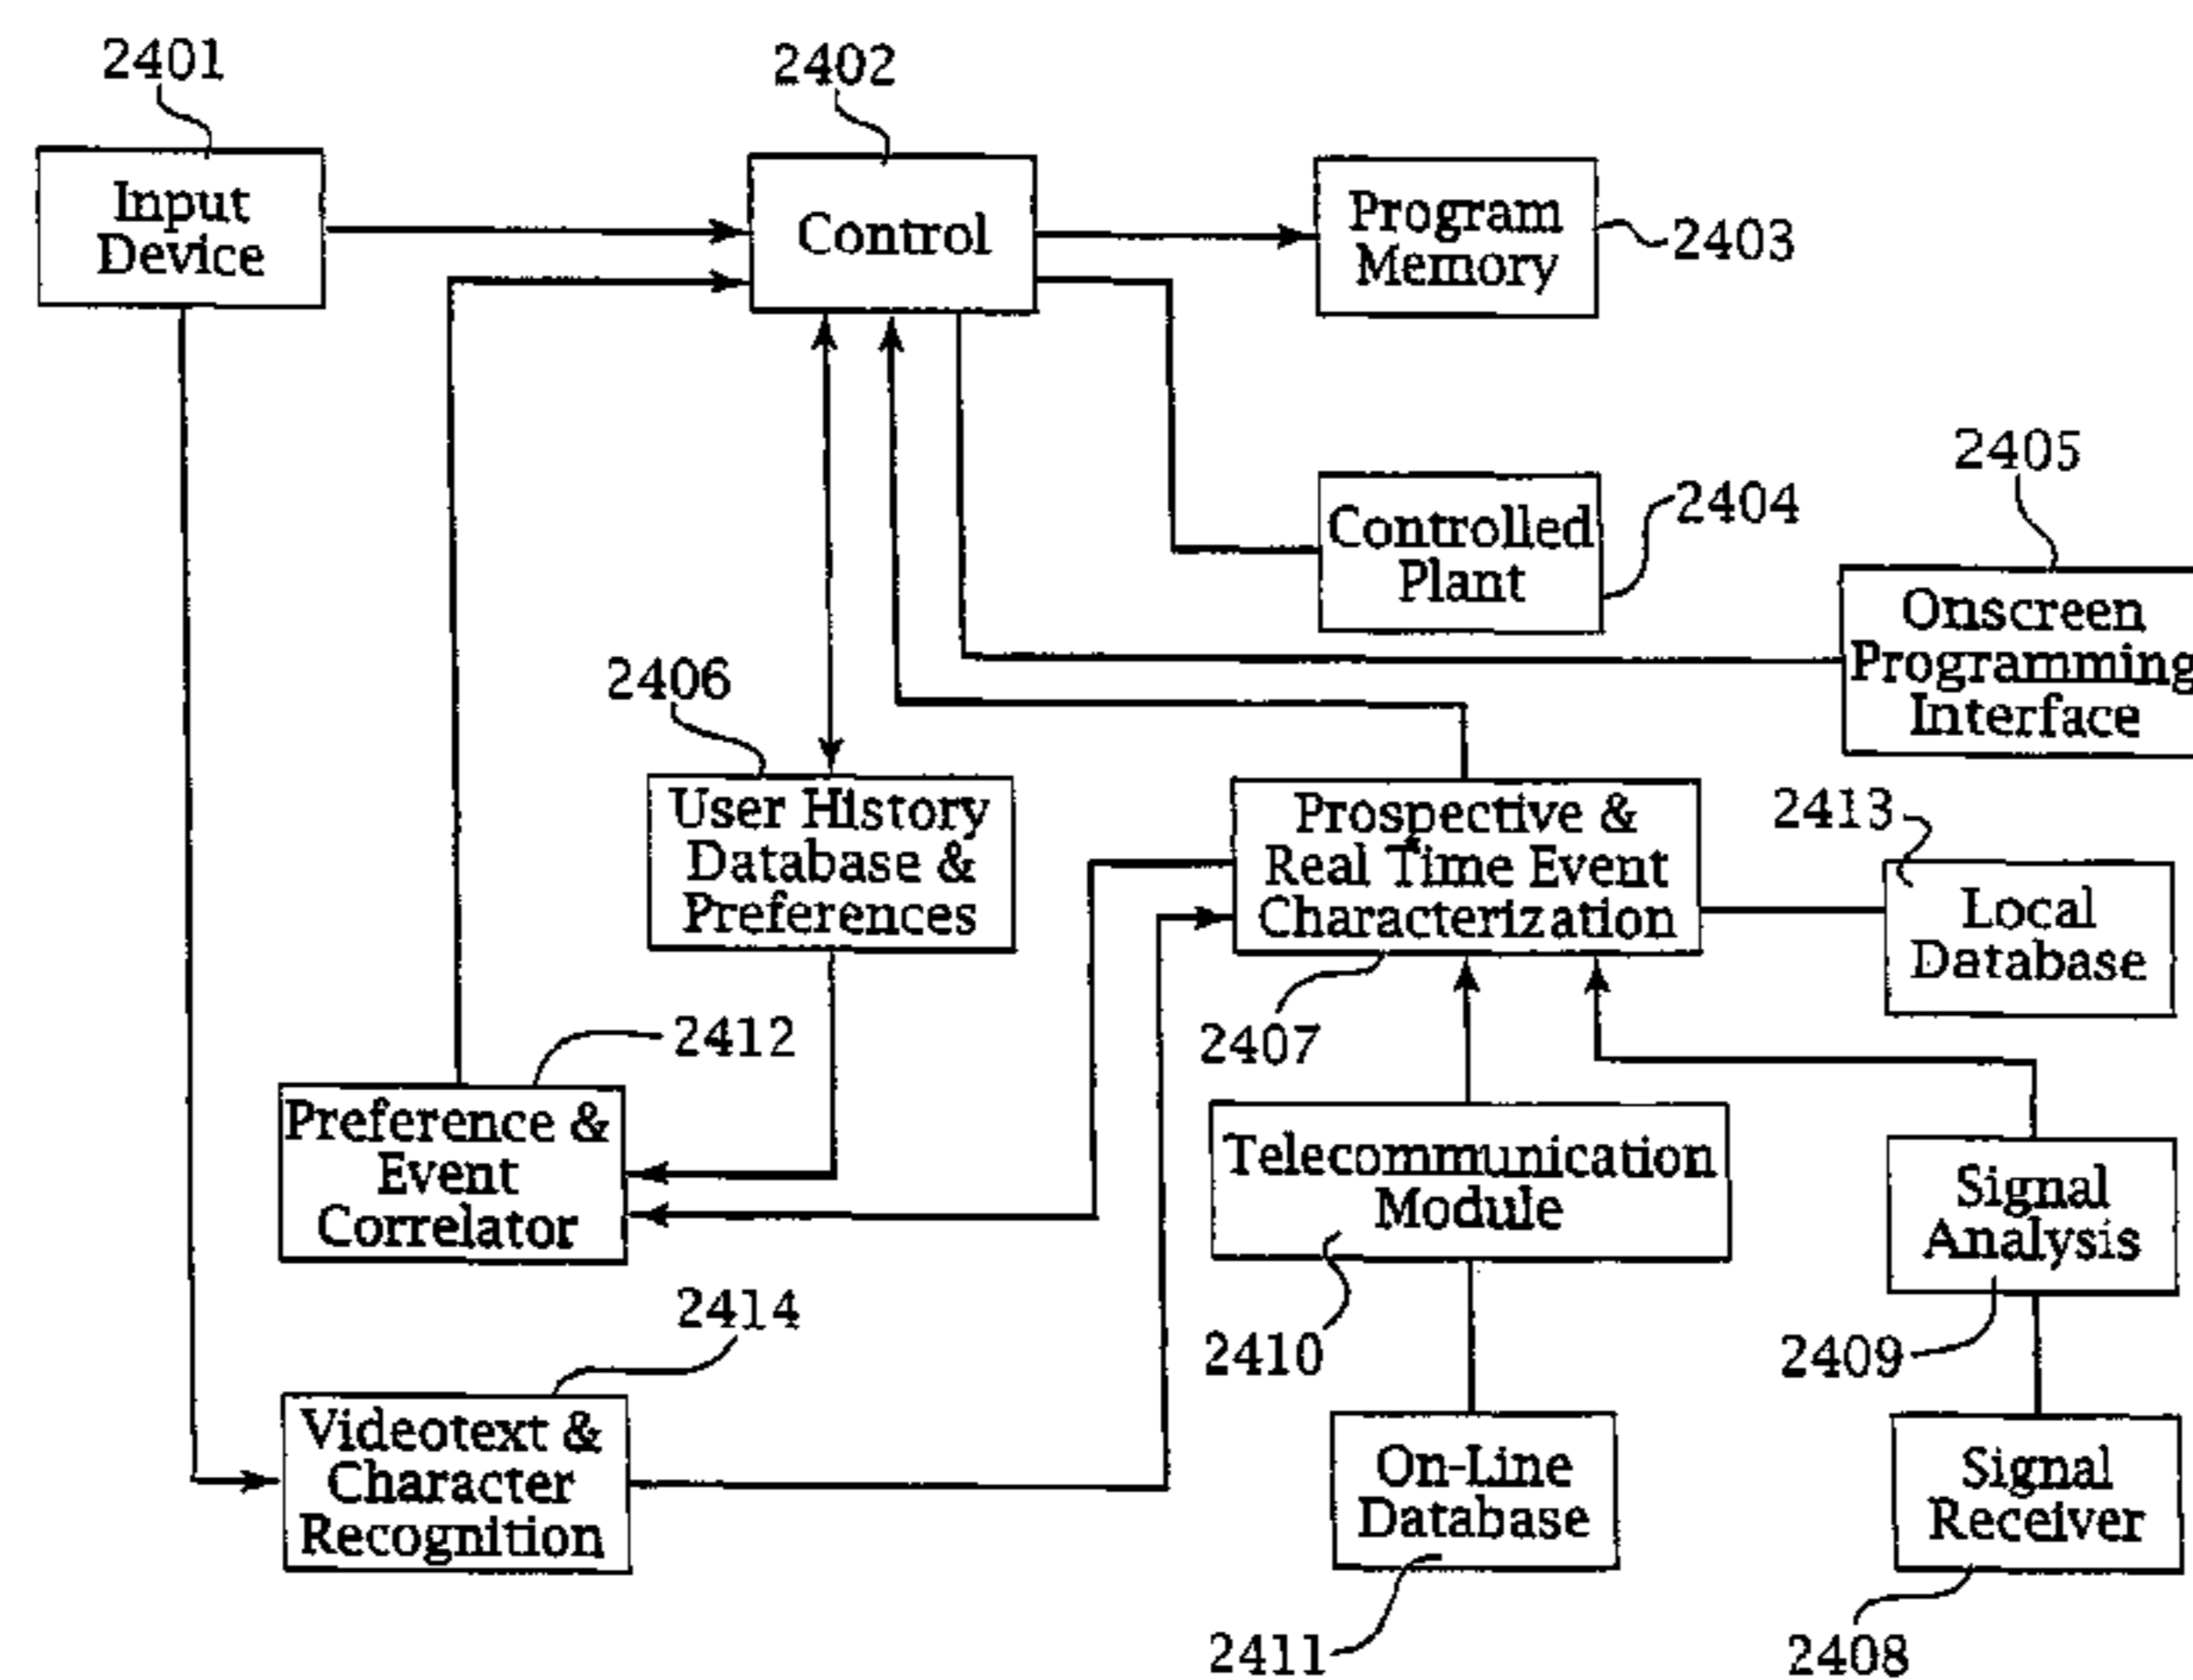 2401
2402
Input
Device
Control
Program
Memory
2403
Controlled
Plant
2404
2405
Onscreen
Programming
Interface
2406
User History
Database &
Preferences
Prospective &
Real Time Event
Characterization
2407
2413
Local
Database
2412
Preference &
Event
Correlator
Telecommunication
Module
2410
Signal
Analysis
2409
2414
Videotext &
Character
Recognition
On-Line
Database
2411
Signal
Receiver
2408